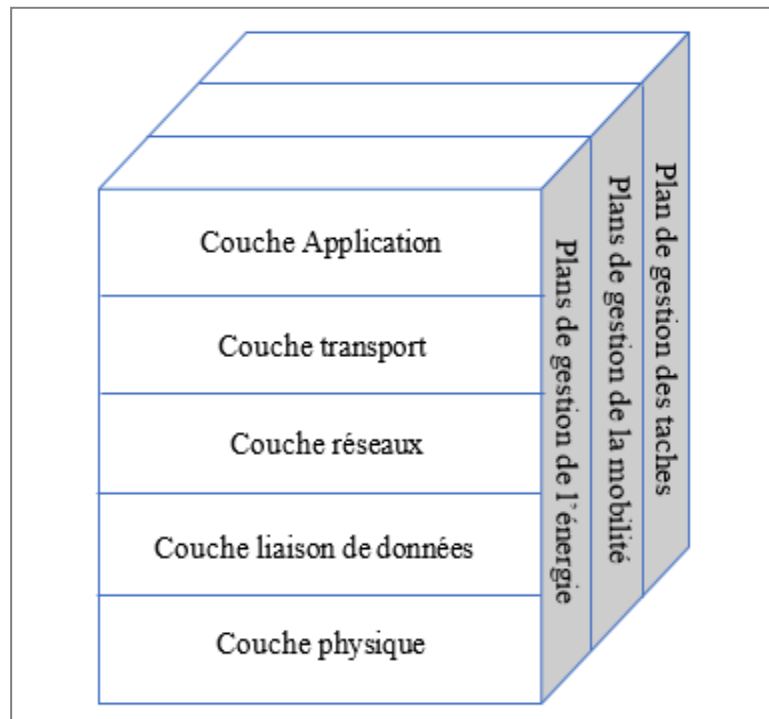 Couche Application
Couche transport
Couche réseaux
Couche liaison de données
Couche physique
Plans de gestion de l'énergie
Plans de gestion de la mobilité
Plan de gestion des taches